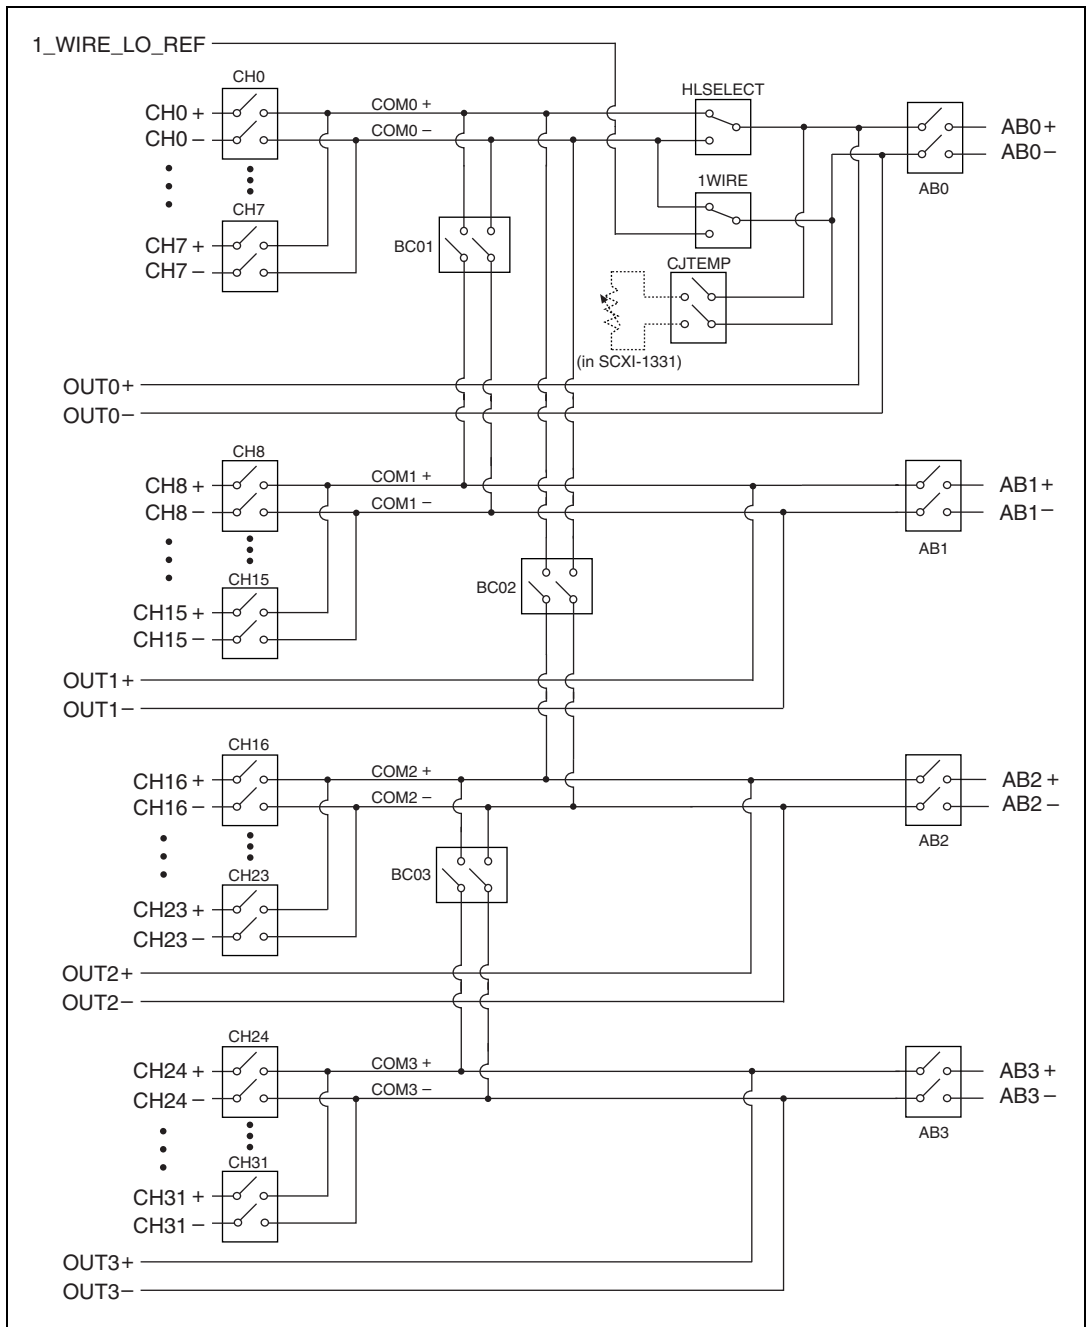 1_WIRE_LO_REF
CH0
HLSELECT
CH0 +
COM0 +
AB0+
CH0 −
COM0 −
AB0−
AB0
1WIRE
CH7
CH7 +
BC01
CH7 −
CJTEMP
(in SCXI-1331)
OUT0+
OUT0−
CH8
CH8 +
COM1 +
AB1+
CH8 −
COM1 −
AB1−
AB1
CH15
BC02
CH15 +
CH15 −
OUT1+
OUT1−
CH16
CH16 +
COM2 +
AB2 +
CH16 −
COM2 −
AB2 −
AB2
CH23
BC03
CH23 +
CH23 −
OUT2+
OUT2−
CH24
CH24 +
COM3 +
AB3 +
CH24 −
COM3 −
AB3 −
AB3
CH31
CH31 +
CH31 −
OUT3+
OUT3−